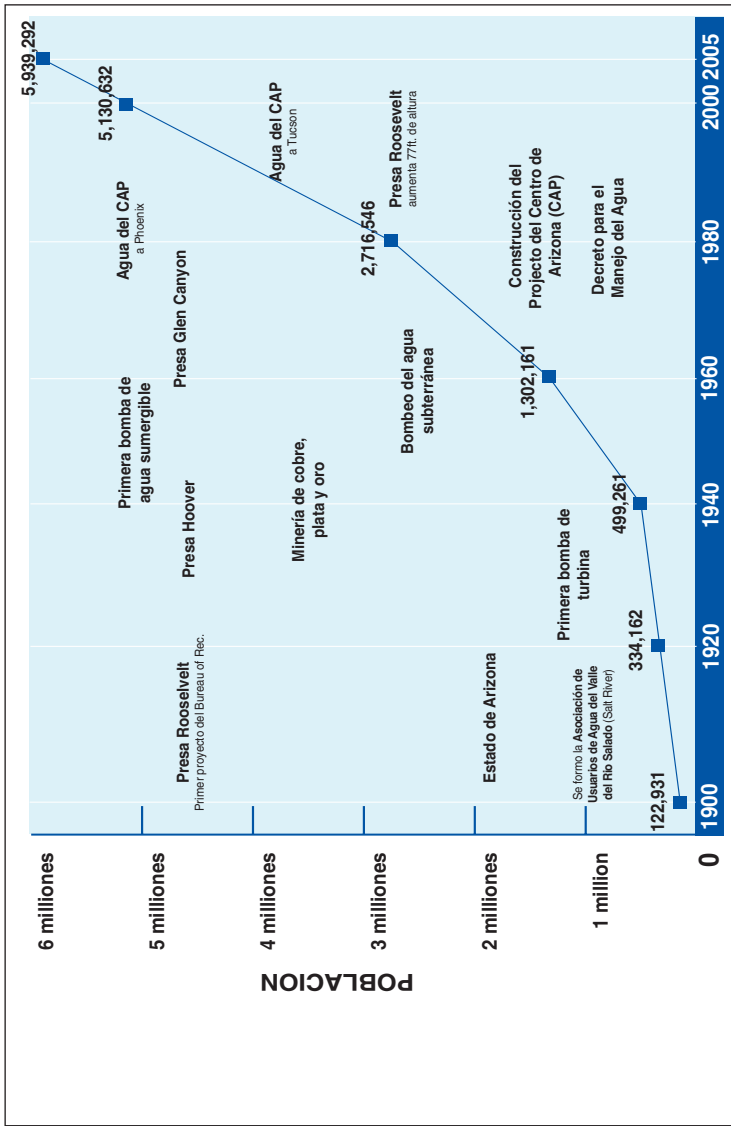 POBLACION
6 milliones
5 milliones
4 milliones
3 milliones
2 milliones
1 million
0
5,939,292
5,130,632
2,716,546
1,302,161
499,261
334,162
122,931
Agua del CAP
a Phoenix
Agua del CAP
a Tucson
Presa Roosevelt
aumenta 77ft. de altura
Presa Glen Canyon
Primera bomba de
agua sumergible
Presa Hoover
Presa Rooselvelt
Primer proyecto del Bureau of Rec.
Minería de cobre,
plata y oro
Bombeo del agua
subterránea
Construcción del
Projecto del Centro de
Arizona (CAP)
Decreto para el
Manejo del Agua
Estado de Arizona
Primera bomba de
turbina
Se formo la Asociación de
Usuarios de Agua del Valle
del Rio Salado (Salt River)
1900 1920 1940 1960 1980 2000 2005